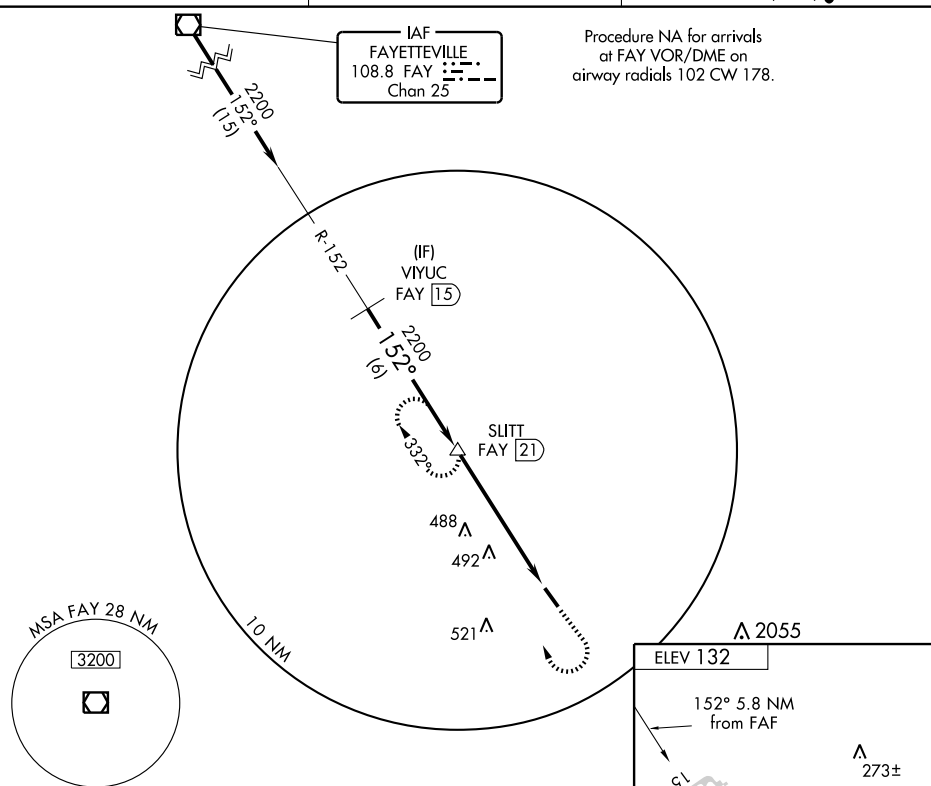 IAF
FAYETTEVILLE
108.8 FAY
Chan 25
Procedure NA for arrivals
at FAY VOR/DME on
airway radials 102 CW 178.
2200
152°
(15)
R-152
(IF)
VIYUC
FAY 15
2200
152°
(6)
SLITT
FAY 21
332°
488
492
521
10 NM
MSA FAY 28 NM
3200
2055
ELEV 132
152° 5.8 NM
from FAF
15
273±